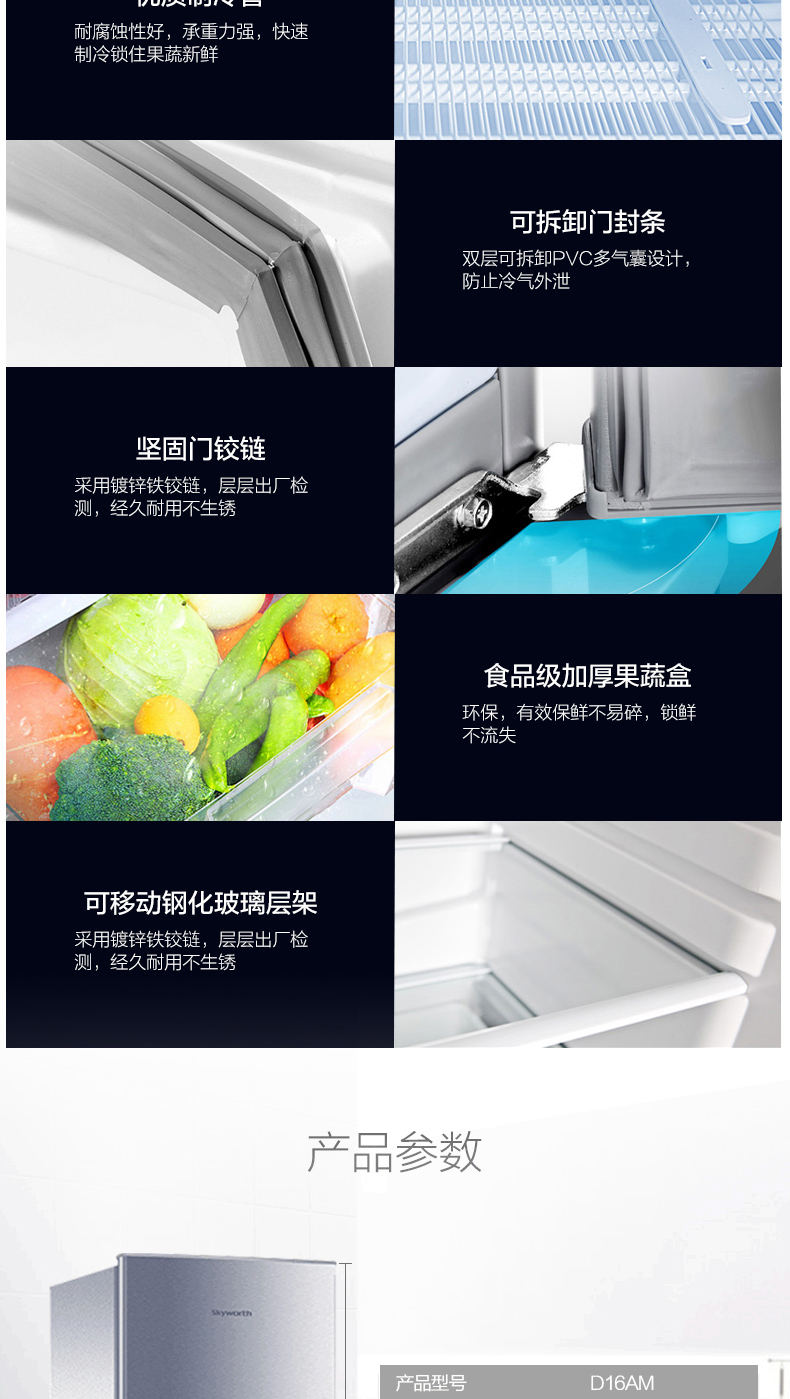 优质制冷管
耐腐蚀性好，承重力强，快速
制冷锁住果蔬新鲜
可拆卸门封条
双层可拆卸PVC多气囊设计，
防止冷气外泄
坚固门铰链
采用镀锌铁铰链，层层出厂检
测，经久耐用不生锈
食品级加厚果蔬盒
环保，有效保鲜不易碎，锁鲜
不流失
可移动钢化玻璃层架
采用镀锌铁铰链，层层出厂检
测，经久耐用不生锈
产品参数
Skyworth
产品型号 D16AM